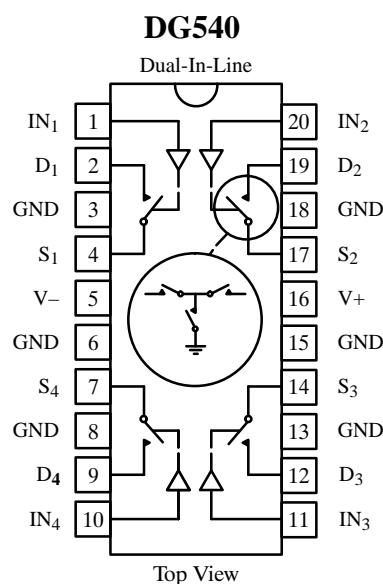 DG540
Dual-In-Line
IN1 1 20 IN2
D1 2 19 D2
GND 3 18 GND
S1 4 17 S2
V– 5 16 V+
GND 6 15 GND
S4 7 14 S3
GND 8 13 GND
D4 9 12 D3
IN4 10 11 IN3
Top View